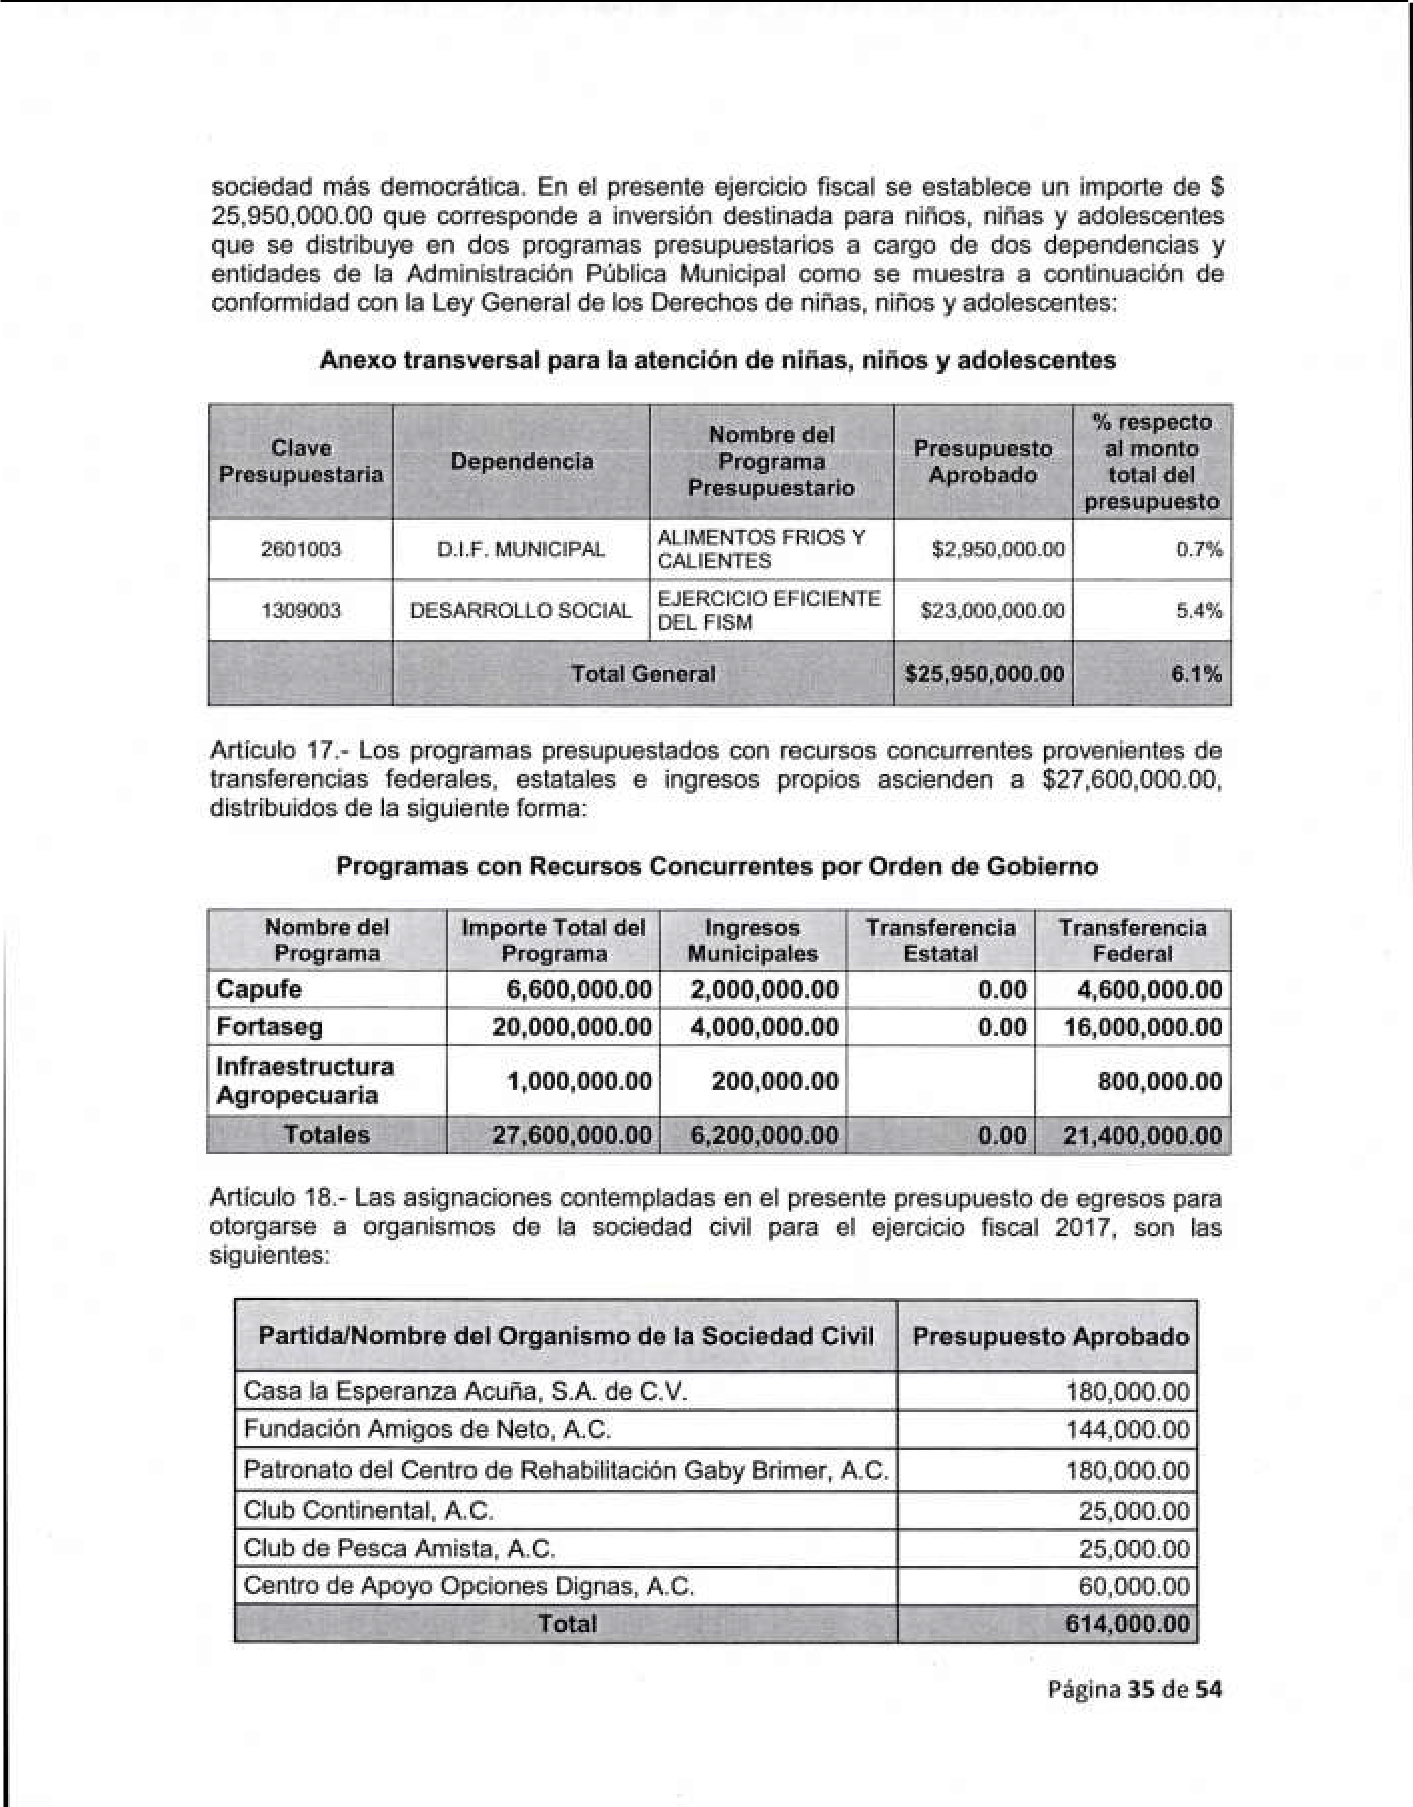 sociedad más democrática. En el presente ejercicio fiscal se establece un importe de $
25,950,000.00 que corresponde a inversión destinada para niños, niñas y adolescentes
que se distribuye en dos programas presupuestarios a cargo de dos dependencias y
entidades de la Administración Pública Municipal como se muestra a continuación de
conformidad con la Ley General de los Derechos de niñas, niños y adolescentes:
Anexo transversal para la atención de niñas, niños y adolescentes
Clave Presupuestaria Dependencia Nombre del Programa Presupuestario Presupuesto Aprobado % respecto al monto total del presupuesto
2601003 D.I.F. MUNICIPAL ALIMENTOS FRIOS Y CALIENTES $2,950,000.00 0.7%
1309003 DESARROLLO SOCIAL EJERCICIO EFICIENTE DEL FISM $23,000,000.00 5.4%
Total General $25,950,000.00 6.1%
Artículo 17.- Los programas presupuestados con recursos concurrentes provenientes de
transferencias federales, estatales e ingresos propios ascienden a $27,600,000.00,
distribuidos de la siguiente forma:
Programas con Recursos Concurrentes por Orden de Gobierno
Nombre del Programa Importe Total del Programa Ingresos Municipales Transferencia Estatal Transferencia Federal
Capufe 6,600,000.00 2,000,000.00 0.00 4,600,000.00
Fortaseg 20,000,000.00 4,000,000.00 0.00 16,000,000.00
Infraestructura Agropecuaria 1,000,000.00 200,000.00 800,000.00
Totales 27,600,000.00 6,200,000.00 0.00 21,400,000.00
Artículo 18.- Las asignaciones contempladas en el presente presupuesto de egresos para
otorgarse a organismos de la sociedad civil para el ejercicio fiscal 2017, son las
siguientes:
Partida/Nombre del Organismo de la Sociedad Civil Presupuesto Aprobado
Casa la Esperanza Acuña, S.A. de C.V. 180,000.00
Fundación Amigos de Neto, A.C. 144,000.00
Patronato del Centro de Rehabilitación Gaby Brimer, A.C. 180,000.00
Club Continental, A.C. 25,000.00
Club de Pesca Amista, A.C. 25,000.00
Centro de Apoyo Opciones Dignas, A.C. 60,000.00
Total 614,000.00
Página 35 de 54